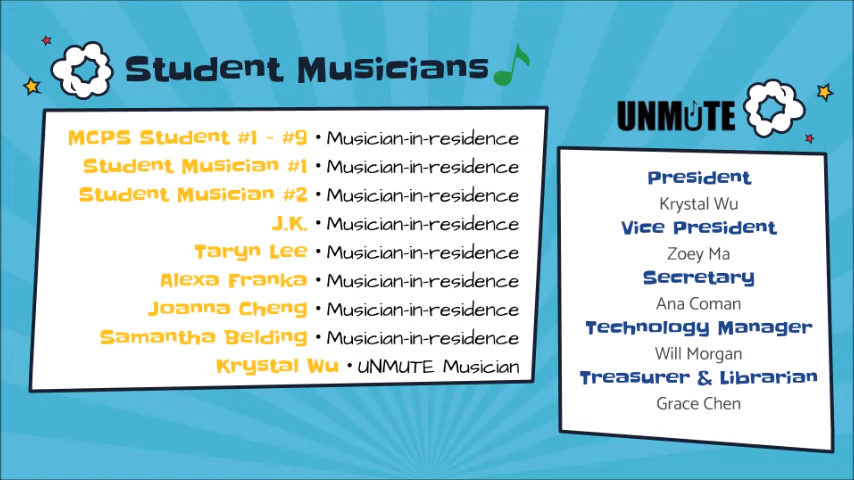 Student Musicians
MCPS Student #1 - #9 • Musician-in-residence
Student Musician #1 • Musician-in-residence
Student Musician #2 • Musician-in-residence
J.K. • Musician-in-residence
Taryn Lee • Musician-in-residence
Alexa Franka • Musician-in-residence
Joanna Cheng • Musician-in-residence
Samantha Belding • Musician-in-residence
Krystal Wu • UNMUTE Musician
UNMUTE
President
Krystal Wu
Vice President
Zoey Ma
Secretary
Ana Coman
Technology Manager
Will Morgan
Treasurer & Librarian
Grace Chen